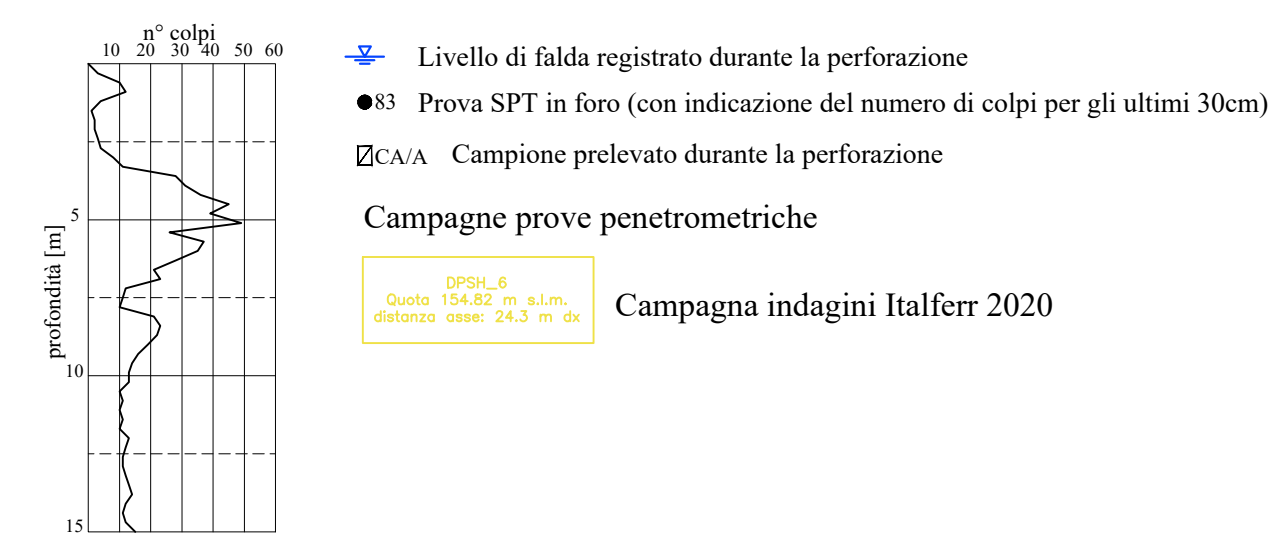 n° colpi
10 20 30 40 50 60
profondità [m]
5
10
15
Livello di falda registrato durante la perforazione
83 Prova SPT in foro (con indicazione del numero di colpi per gli ultimi 30cm)
CA/A Campione prelevato durante la perforazione
Campagne prove penetrometriche
DPSH_6
Quota 154.82 m s.l.m.
distanza asse: 24.3 m dx
Campagna indagini Italferr 2020